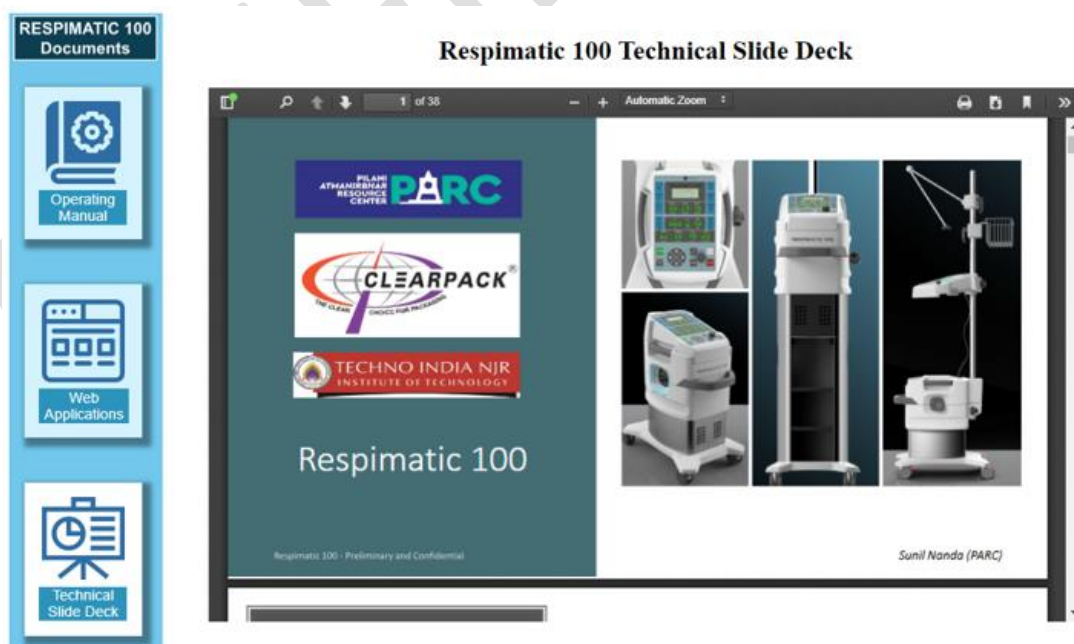 RESPIMATIC 100
Documents
Operating
Manual
Web
Applications
Technical
Slide Deck
Respimatic 100 Technical Slide Deck
1 of 38
Automatic Zoom
PILANI
ATMANIRBHAR
RESOURCE
CENTER
PARC
CLEARPACK®
THE CLEAR CHOICE FOR PACKAGING
TECHNO INDIA NJR
INSTITUTE OF TECHNOLOGY
Respimatic 100
Respimatic 100 - Preliminary and Confidential
RESPIMATIC 100
Sunil Nanda (PARC)